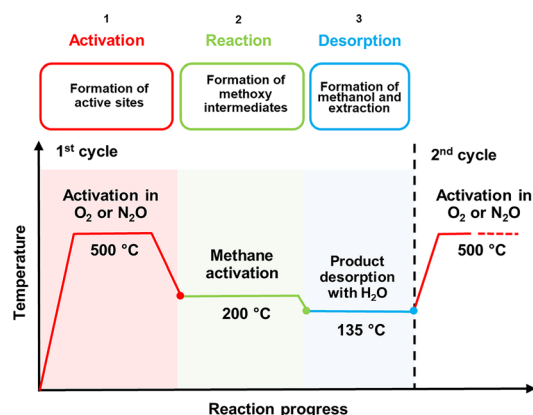 1
2
3
Activation
Reaction
Desorption
Formation of
active sites
Formation of
methoxy
intermediates
Formation of
methanol and
extraction
1st cycle
2nd cycle
Activation in
O₂ or N₂O
500 °C
Methane
activation
200 °C
Product
desorption
with H₂O
135 °C
Activation in
O₂ or N₂O
500 °C
Temperature
Reaction progress